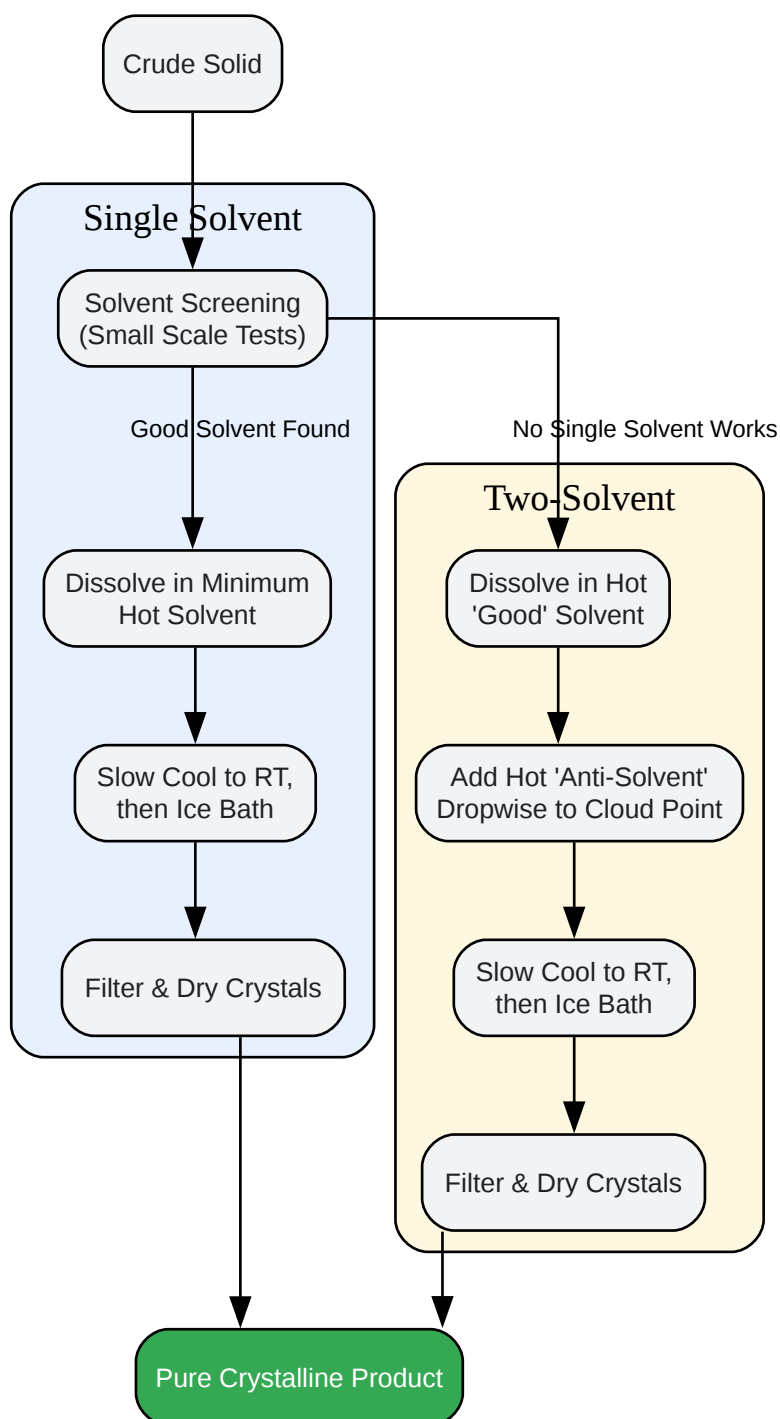 Crude Solid
Single Solvent
Solvent Screening
(Small Scale Tests)
Good Solvent Found
No Single Solvent Works
Two-Solvent
Dissolve in Minimum
Hot Solvent
Dissolve in Hot
'Good' Solvent
Slow Cool to RT,
then Ice Bath
Add Hot 'Anti-Solvent'
Dropwise to Cloud Point
Filter & Dry Crystals
Slow Cool to RT,
then Ice Bath
Filter & Dry Crystals
Pure Crystalline Product